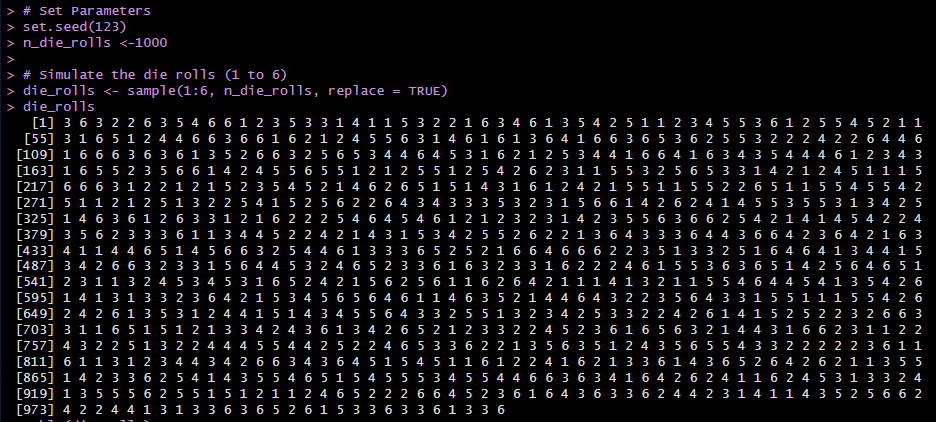 > # Set Parameters
> set.seed(123)
> n_die_rolls <-1000
>
> # Simulate the die rolls (1 to 6)
> die_rolls <- sample(1:6, n_die_rolls, replace = TRUE)
> die_rolls
[1] 3 6 3 2 2 6 3 5 4 6 6 1 2 3 5 3 3 1 4 1 1 5 3 2 2 1 6 3 4 6 1 3 5 4 2 5 1 1 2 3 4 5 5 3 6 1 2 5 5 4 5 2 1 1
[55] 3 1 6 5 1 2 4 4 6 6 3 6 6 1 6 2 1 2 4 5 5 6 3 1 4 6 1 6 1 3 6 4 1 6 6 3 6 5 3 6 2 5 5 3 2 2 2 4 2 2 6 4 4 6
[109] 1 6 6 6 3 6 3 6 1 3 5 2 6 6 3 2 5 6 5 3 4 4 6 4 5 3 1 6 2 1 2 5 3 4 4 1 6 6 4 1 6 3 4 3 5 4 4 4 6 1 2 3 4 3
[163] 1 6 5 5 2 3 5 6 6 1 4 2 4 5 5 6 5 5 1 2 1 2 5 5 1 2 5 4 2 6 2 3 1 1 5 5 3 2 5 6 5 3 3 1 4 2 1 2 4 5 1 1 1 5
[217] 6 6 6 3 1 2 2 1 2 1 5 2 3 5 4 5 2 1 4 6 2 6 5 1 5 1 4 3 1 6 1 2 4 2 1 5 5 1 1 5 5 2 2 6 5 1 1 5 5 4 5 5 4 2
[271] 5 1 1 2 1 2 5 1 3 2 2 5 4 1 5 2 5 6 2 2 6 4 3 4 3 3 3 5 3 2 3 1 5 6 6 1 4 2 6 2 4 1 4 5 5 3 5 5 3 1 3 4 2 5
[325] 1 4 6 3 6 1 2 6 3 3 1 2 1 6 2 2 2 5 4 6 4 5 4 6 1 2 1 2 3 2 3 1 4 2 3 5 5 6 3 6 6 2 5 4 2 1 4 1 4 5 4 2 2 4
[379] 3 5 6 2 3 3 3 6 1 1 3 4 4 5 2 2 4 2 1 4 3 1 5 3 4 2 5 5 2 6 2 2 1 3 6 4 3 3 3 6 4 4 3 6 6 4 2 3 6 4 2 1 6 3
[433] 4 1 1 4 4 6 5 1 4 5 6 6 3 2 5 4 4 6 1 3 3 3 6 5 2 5 2 1 6 6 4 6 6 6 2 2 3 5 1 3 3 2 5 1 6 4 6 4 1 3 4 4 1 5
[487] 3 4 2 6 6 3 2 3 3 1 5 6 4 4 5 3 2 4 6 5 2 3 3 6 1 6 3 2 3 3 1 6 2 2 2 4 6 1 5 5 3 6 3 6 5 1 4 2 5 6 4 6 5 1
[541] 2 3 1 1 3 2 4 5 3 4 5 3 1 6 5 2 4 2 1 5 6 2 5 6 1 1 6 2 6 4 2 1 1 1 4 1 3 2 1 1 5 5 4 6 4 4 5 4 1 3 5 4 2 6
[595] 1 4 1 3 1 3 3 2 3 6 4 2 1 5 3 4 5 6 5 6 4 6 1 1 4 6 3 5 2 1 4 4 6 4 3 2 2 3 5 6 4 3 3 1 5 5 1 1 1 5 5 4 2 6
[649] 2 4 2 6 1 3 5 3 1 2 4 4 1 5 1 4 3 4 5 5 6 4 3 3 2 5 5 1 3 2 3 4 2 5 3 3 2 2 4 2 6 1 4 1 5 2 5 2 2 3 2 6 6 3
[703] 3 1 1 6 5 1 5 1 2 1 3 3 4 2 4 3 6 1 3 4 2 6 5 2 1 2 3 3 2 2 4 5 2 3 6 1 6 5 6 3 2 1 4 4 3 1 6 6 2 3 1 1 2 2
[757] 4 3 2 2 5 1 3 2 2 4 4 4 5 5 4 4 2 5 2 2 4 6 5 3 3 6 2 2 1 3 5 6 3 5 1 2 4 3 5 6 5 5 4 3 3 2 2 2 2 2 3 6 1 1
[811] 6 1 1 3 1 2 3 4 4 3 4 2 6 6 3 4 3 6 4 5 1 5 4 5 1 1 6 1 2 2 4 1 6 2 1 3 3 6 1 4 3 6 5 2 6 4 2 6 2 1 1 3 5 5
[865] 1 4 2 3 3 6 2 5 4 1 4 3 5 5 4 6 5 1 5 4 5 5 5 3 4 5 5 4 4 6 6 3 6 3 4 1 6 4 2 6 2 4 1 1 6 2 4 5 3 1 3 3 2 4
[919] 1 3 5 5 5 6 2 5 5 1 5 1 2 1 1 2 4 6 5 2 2 2 6 6 4 5 2 3 6 1 6 4 3 6 3 3 6 2 4 4 2 3 1 4 1 1 4 3 5 2 5 6 6 2
[973] 4 2 2 4 4 1 3 1 3 3 6 3 6 5 2 6 1 5 3 3 6 3 3 6 1 3 3 6